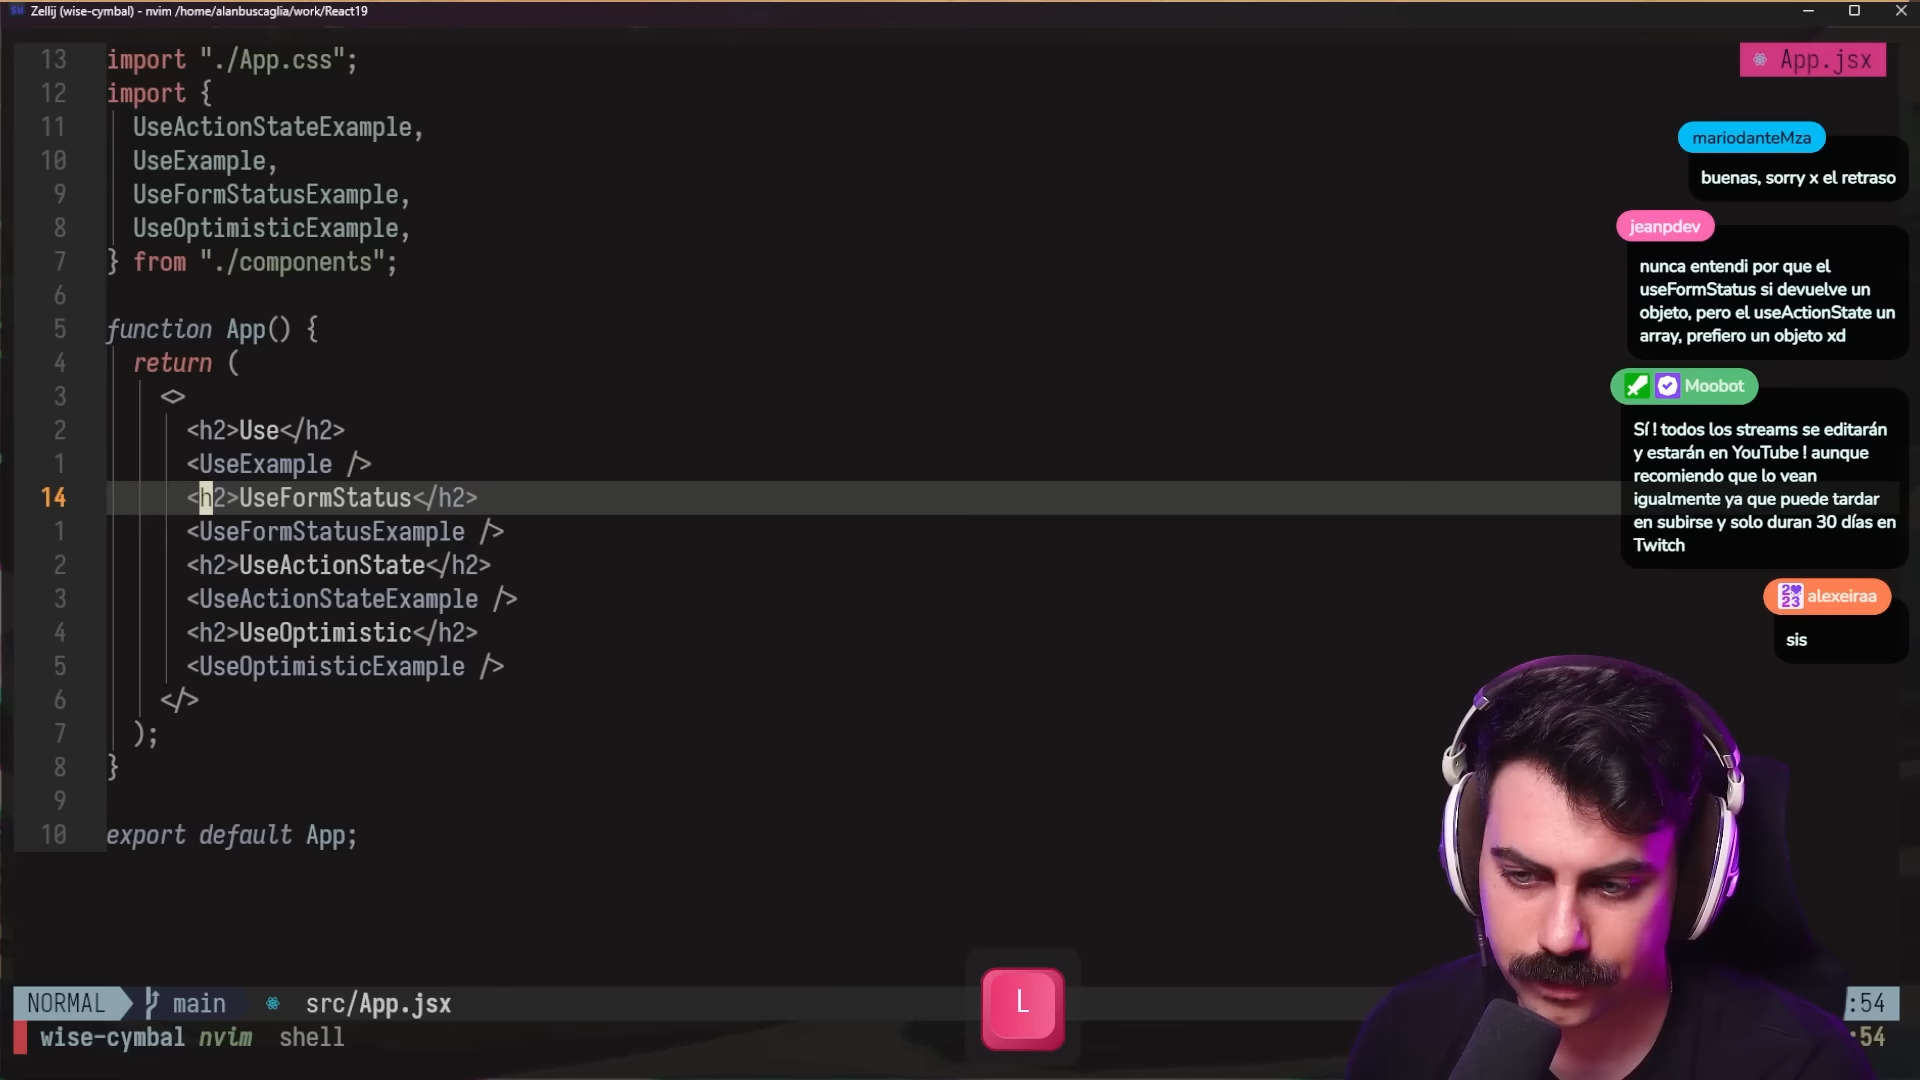 Zellij (wise-cymbal) - nvim /home/alanbuscaglia/work/React19
13 import "./App.css";
12 import {
11 UseActionStateExample,
10 UseExample,
9 UseFormStatusExample,
8 UseOptimisticExample,
7 } from "./components";
6
5 function App() {
4 return (
3 <>
2 <h2>Use</h2>
1 <UseExample />
14 <h2>UseFormStatus</h2>
1 <UseFormStatusExample />
2 <h2>UseActionState</h2>
3 <UseActionStateExample />
4 <h2>UseOptimistic</h2>
5 <UseOptimisticExample />
6 </>
7 );
8 }
9
10 export default App;
App.jsx
mariodanteMza
buenas, sorry x el retraso
jeanpdev
nunca entendi por que el
useFormStatus si devuelve un
objeto, pero el useActionState un
array, prefiero un objeto xd
Moobot
Sí ! todos los streams se editarán
y estarán en YouTube ! aunque
recomiendo que lo vean
igualmente ya que puede tardar
en subirse y solo duran 30 días en
Twitch
2023 alexeiraa
sis
L
NORMAL main src/App.jsx :54
wise-cymbal nvim shell :54